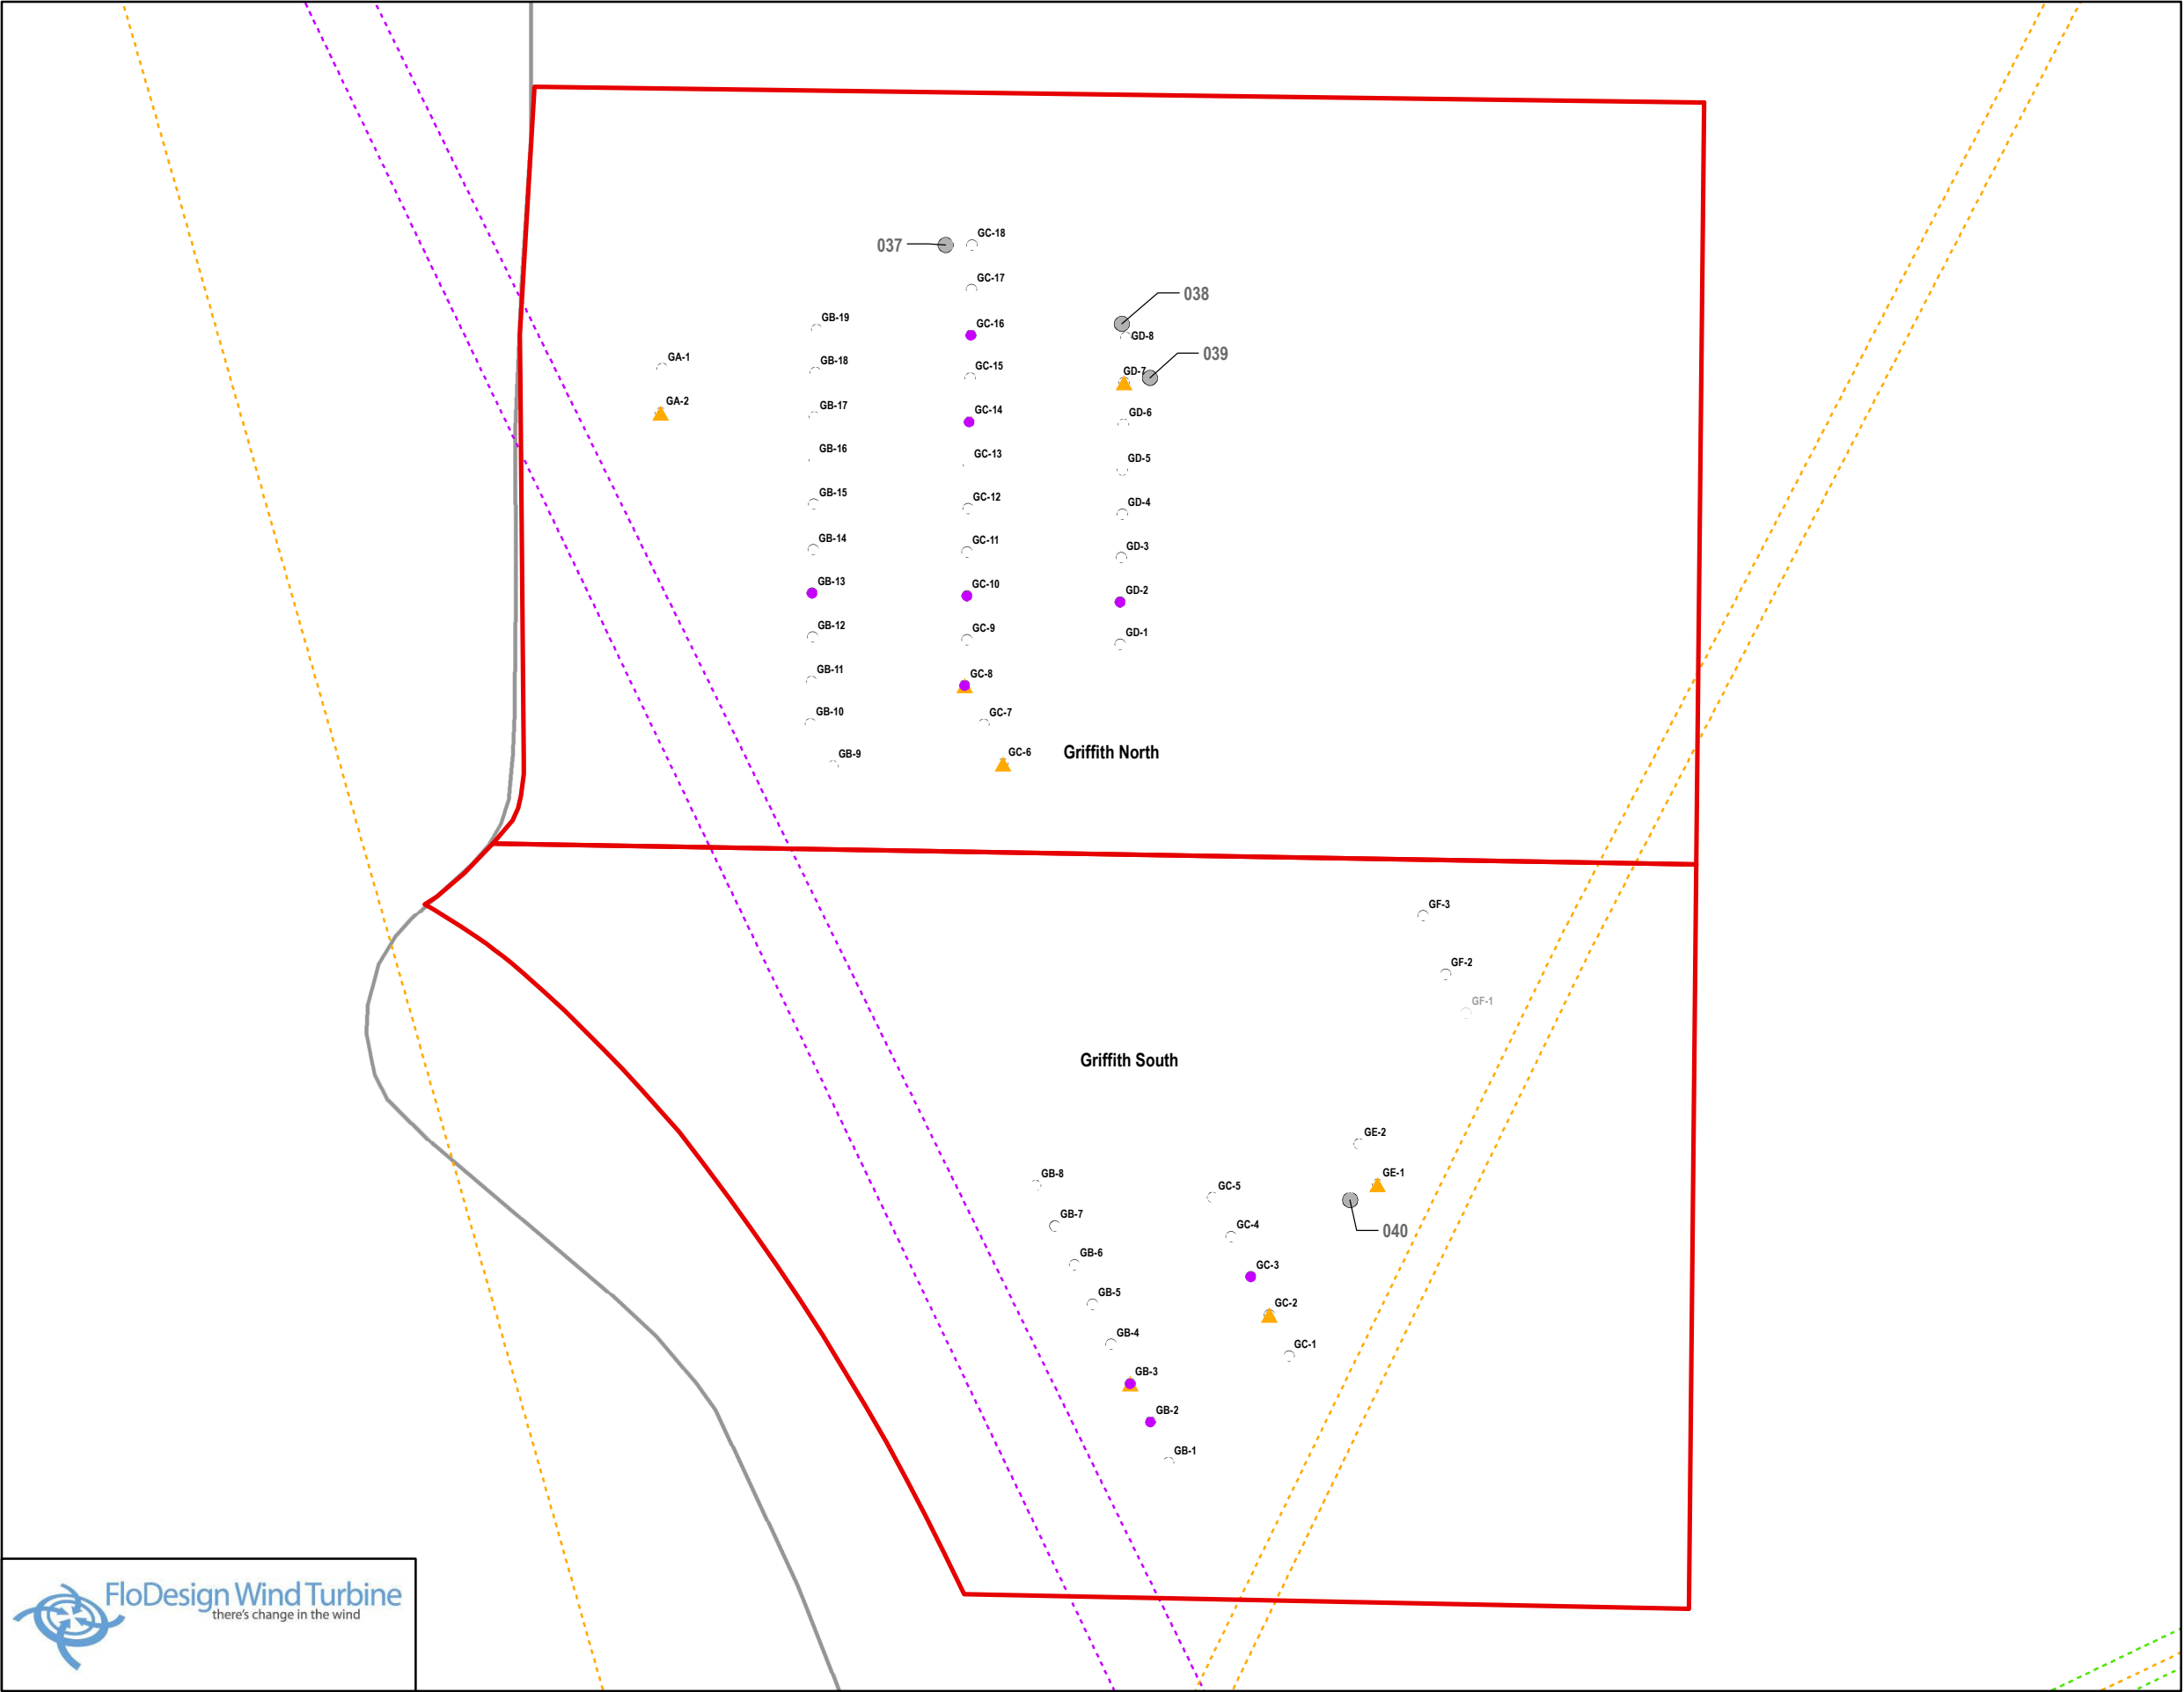 GC-18
037
GC-17
038
GB-19
GC-16
GD-8
039
GA-1
GB-18
GC-15
GD-7
GA-2
GB-17
GC-14
GD-6
GB-16
GC-13
GD-5
GB-15
GC-12
GD-4
GB-14
GC-11
GD-3
GB-13
GC-10
GD-2
GB-12
GC-9
GD-1
GB-11
GC-8
GB-10
GC-7
GB-9
GC-6
Griffith North
GF-3
GF-2
GF-1
Griffith South
GE-2
GB-8
GE-1
GC-5
GB-7
GC-4
040
GB-6
GC-3
GB-5
GC-2
GB-4
GC-1
GB-3
GB-2
GB-1
FloDesign Wind Turbine
there's change in the wind